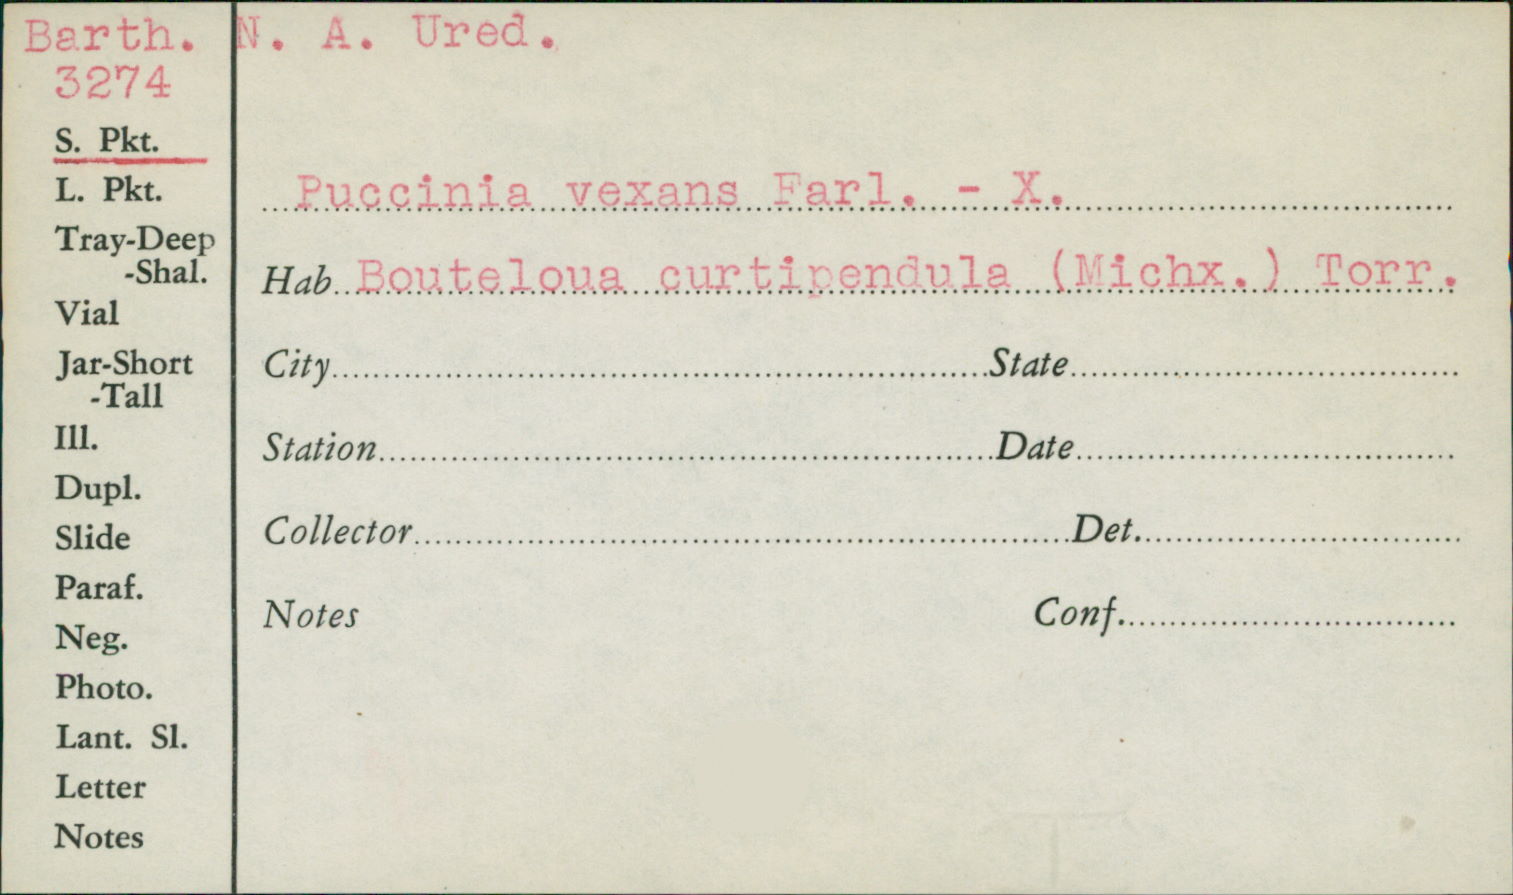 Barth. N. A. Ured.
3274
S. Pkt.
L. Pkt.
Tray-Deep
-Shal.
Vial
Jar-Short
-Tall
Ill.
Dupl.
Slide
Paraf.
Neg.
Photo.
Lant. Sl.
Letter
Notes
Puccinia vexans Farl. - X.
Hab. Bouteloua curtipendula (Michx.) Torr.
City State
Station Date
Collector Det.
Notes Conf.